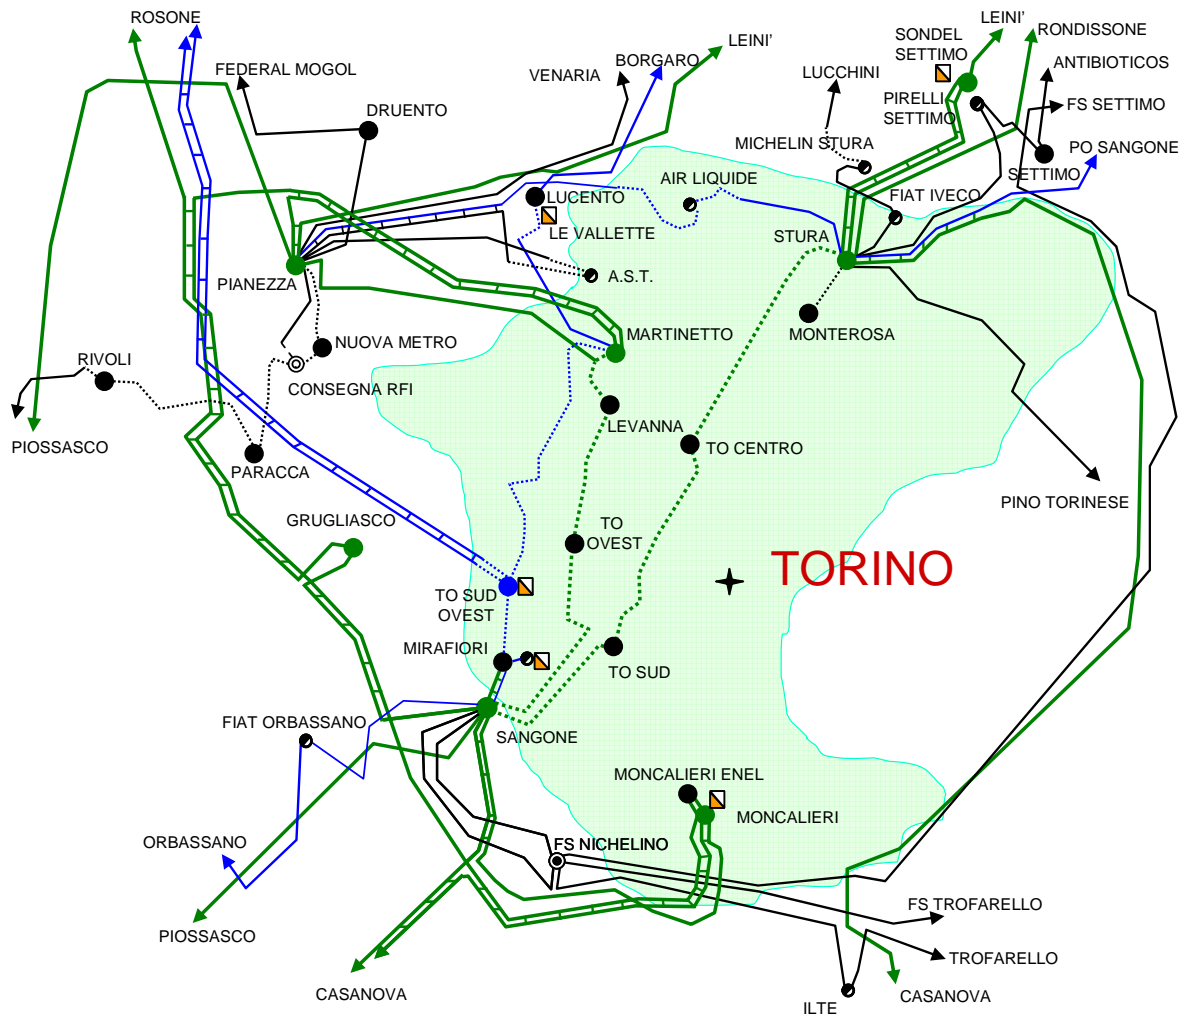 ROSONE
LEINI'
SONDEL
SETTIMO
RONDISSONE
LEINI'
BORGARO
VENARIA
FEDERAL MOGOL
LUCCHINI
ANTIBIOTICOS
PIRELLI
SETTIMO
FS SETTIMO
DRUENTO
MICHELIN STURA
PO SANGONE
SETTIMO
AIR LIQUIDE
FIAT IVECO
LUCENTO
LE VALLETTE
STURA
PIANEZZA
A.S.T.
MARTINETTO
MONTEROSA
NUOVA METRO
RIVOLI
CONSEGNA RFI
PIOSSASCO
LEVANNA
TO CENTRO
PARACCA
PINO TORINESE
GRUGLIASCO
TO
OVEST
TORINO
TO SUD
OVEST
MIRAFIORI
TO SUD
FIAT ORBASSANO
SANGONE
MONCALIERI ENEL
MONCALIERI
ORBASSANO
FS NICHELINO
FS TROFARELLO
PIOSSASCO
TROFARELLO
CASANOVA
CASANOVA
ILTE